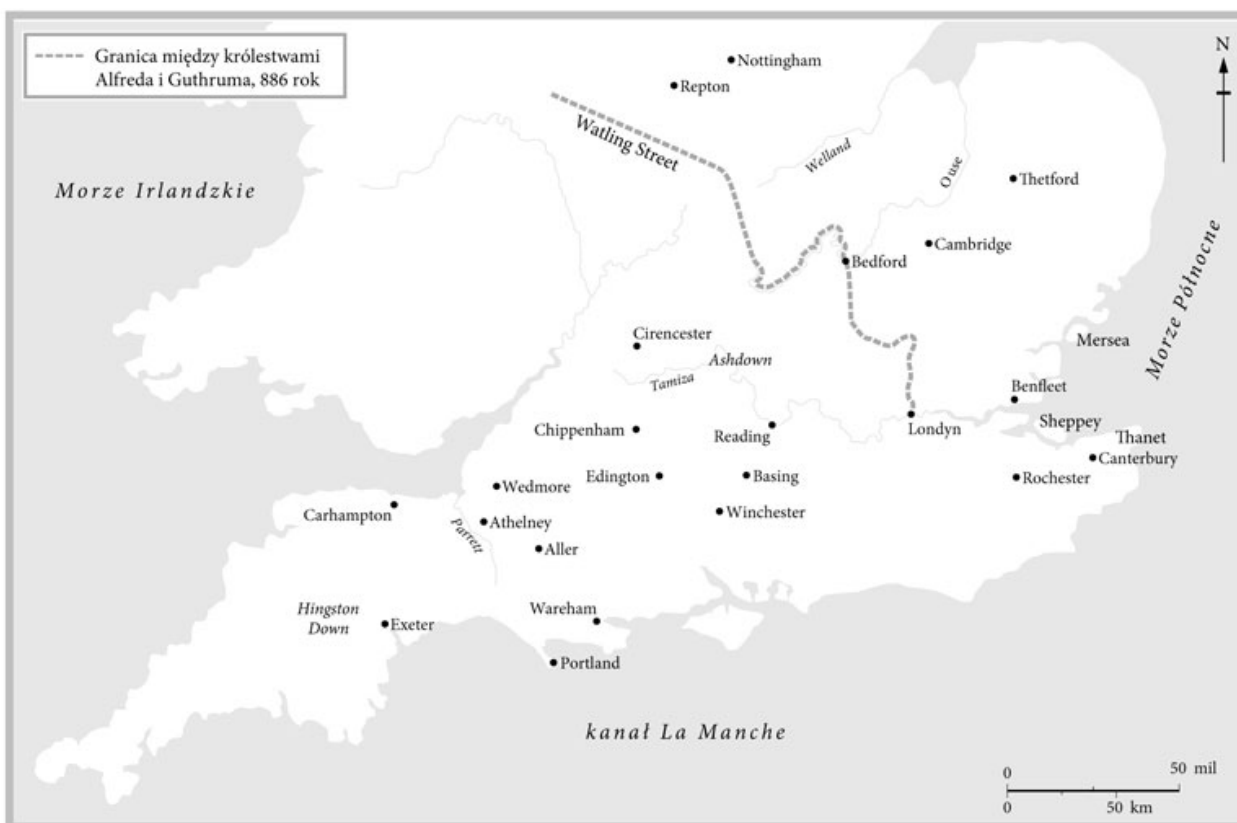 Granica między królestwami
Alfreda i Guthruma, 886 rok
N
Nottingham
Repton
Watling Street
Welland
Ouse
Morze Irlandzkie
Thetford
Morze Północne
Cambridge
Bedford
Cirencester
Ashdown
Tamiza
Mersea
Benfleet
Chippenham
Reading
Londyn
Sheppey
Thanet
Canterbury
Edington
Basing
Rochester
Wedmore
Carhampton
Parrett
Athelney
Winchester
Aller
Hingston
Down
Exeter
Wareham
Portland
kanał La Manche
0 50 mil
0 50 km